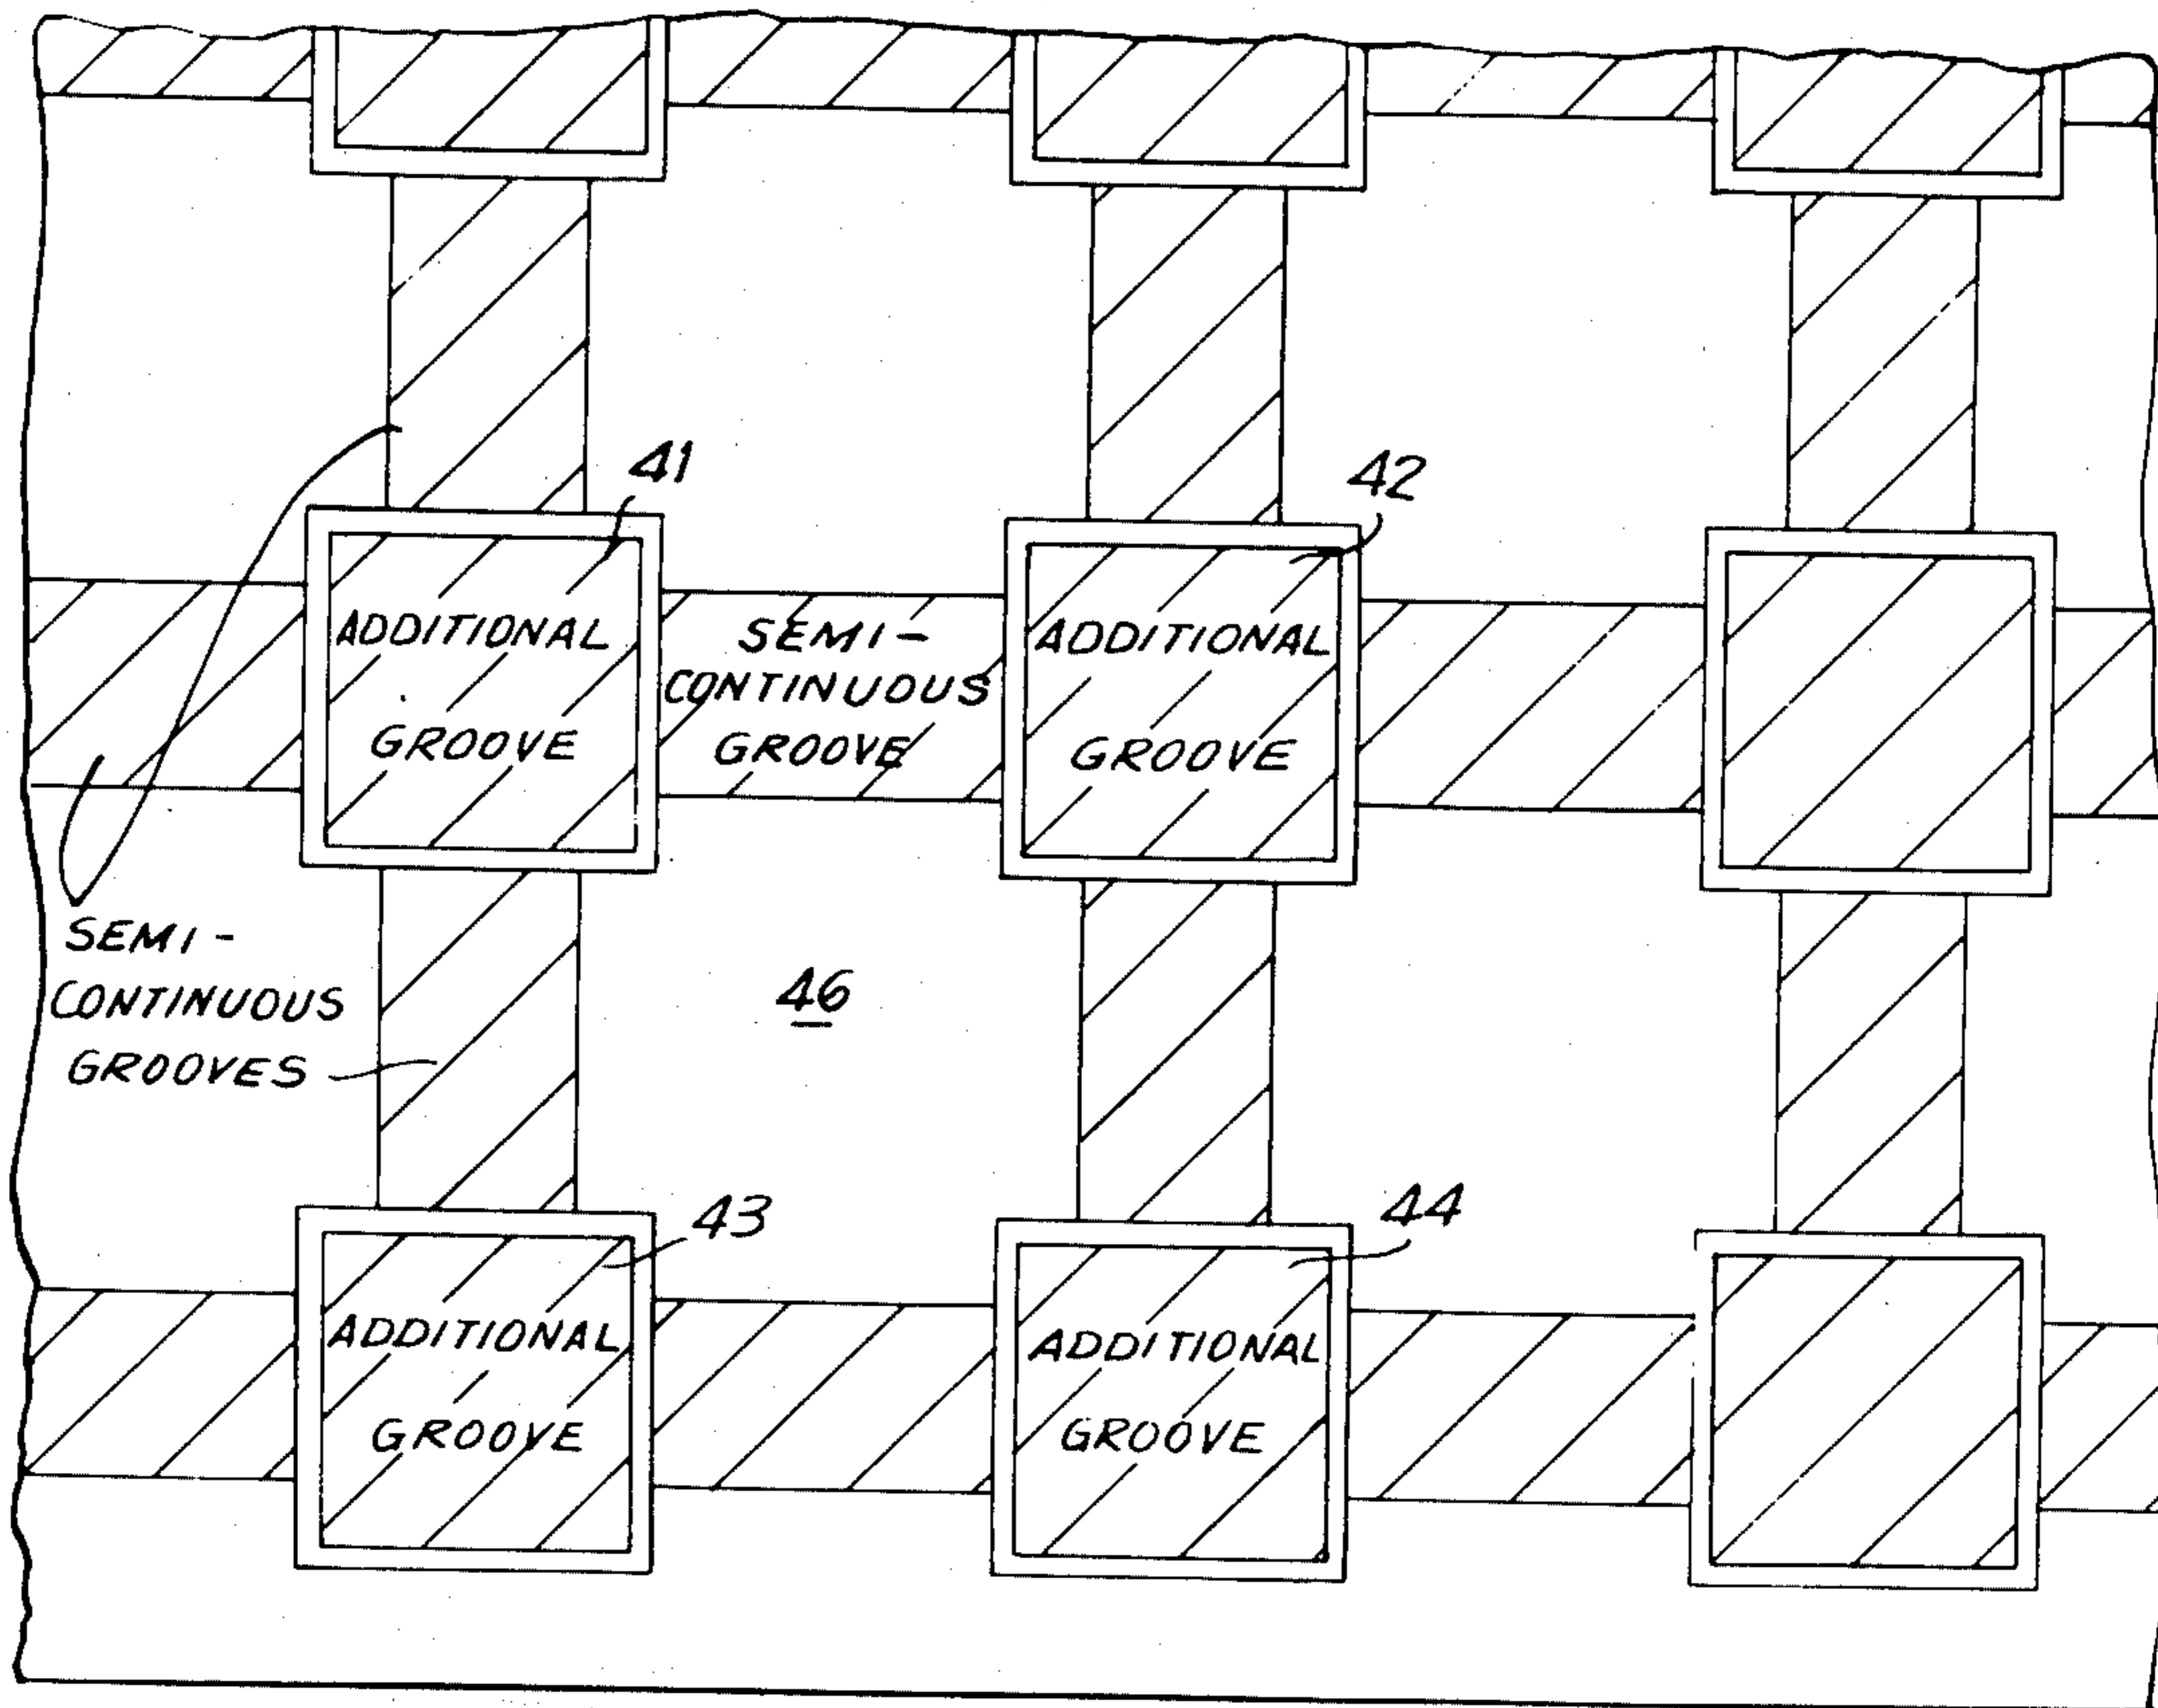 41
42
ADDITIONAL
GROOVE
SEMI-
CONTINUOUS
GROOVE
ADDITIONAL
GROOVE
SEMI-
CONTINUOUS
GROOVES
46
43
44
ADDITIONAL
GROOVE
ADDITIONAL
GROOVE